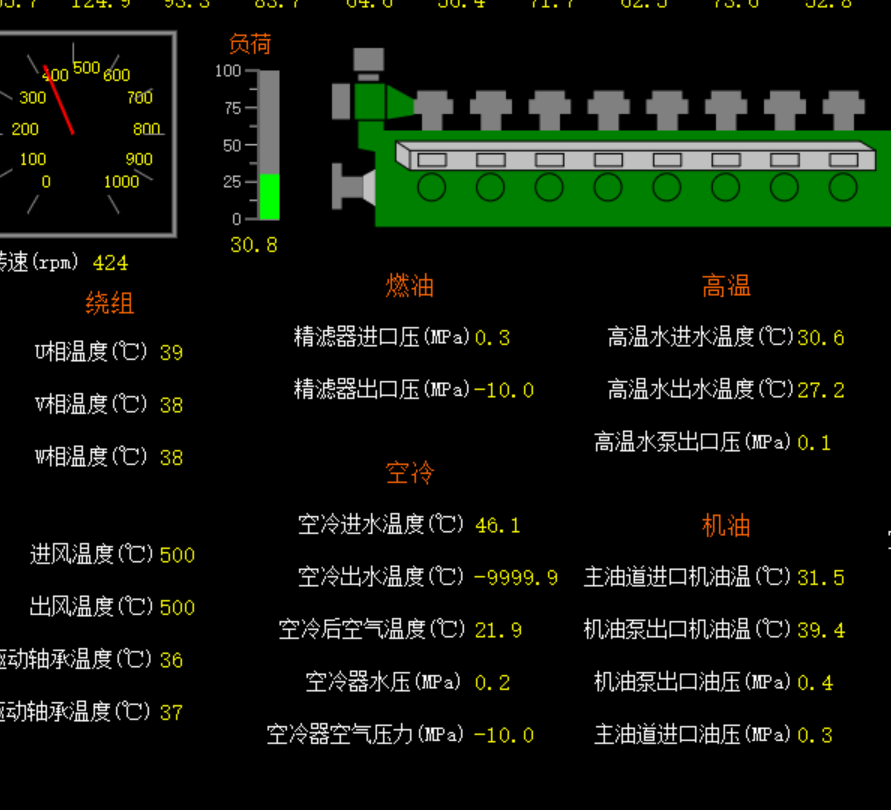 124.9 93.3 83.7 64.6 56.4 71.7 62.5 73.6 52.8
负荷
400 500 600
300 700
200 800
100 900
0 1000
100
75
50
25
0
30.8
转速(rpm) 424
绕组
U相温度(℃) 39
V相温度(℃) 38
W相温度(℃) 38
进风温度(℃) 500
出风温度(℃) 500
驱动轴承温度(℃) 36
驱动轴承温度(℃) 37
燃油
精滤器进口压(MPa) 0.3
精滤器出口压(MPa) -10.0
空冷
空冷进水温度(℃) 46.1
空冷出水温度(℃) -9999.9
空冷后空气温度(℃) 21.9
空冷器水压(MPa) 0.2
空冷器空气压力(MPa) -10.0
高温
高温水进水温度(℃) 30.6
高温水出水温度(℃) 27.2
高温水泵出口压(MPa) 0.1
机油
主油道进口机油温(℃) 31.5
机油泵出口机油温(℃) 39.4
机油泵出口油压(MPa) 0.4
主油道进口油压(MPa) 0.3